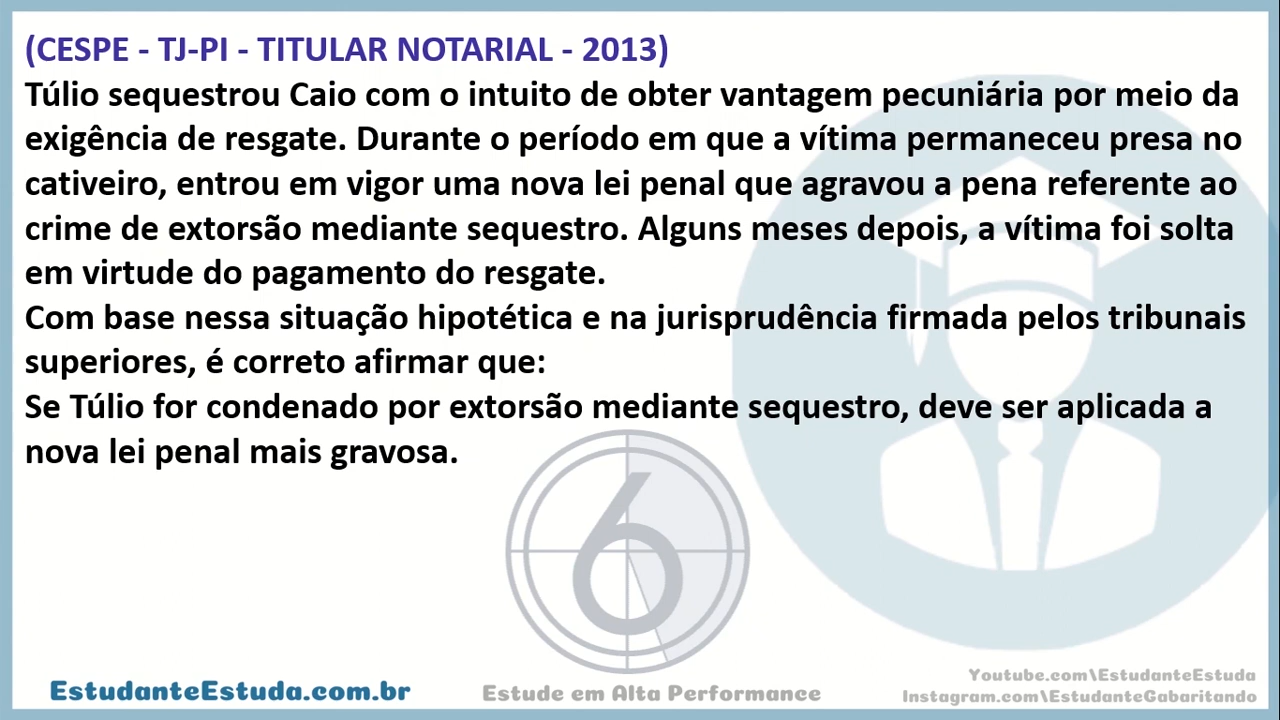 (CESPE - TJ-PI - TITULAR NOTARIAL - 2013)
Túlio sequestrou Caio com o intuito de obter vantagem pecuniária por meio da
exigência de resgate. Durante o período em que a vítima permaneceu presa no
cativeiro, entrou em vigor uma nova lei penal que agravou a pena referente ao
crime de extorsão mediante sequestro. Alguns meses depois, a vítima foi solta
em virtude do pagamento do resgate.
Com base nessa situação hipotética e na jurisprudência firmada pelos tribunais
superiores, é correto afirmar que:
Se Túlio for condenado por extorsão mediante sequestro, deve ser aplicada a
nova lei penal mais gravosa.
6
EstudanteEstuda.com.br
Estude em Alta Performance
Youtube.com\EstudanteEstuda
Instagram.com\EstudanteGabaritando